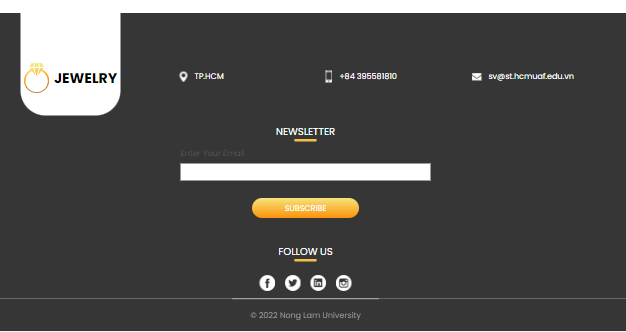 JEWELRY
TP.HCM
+84 395581810
sv@st.hcmuaf.edu.vn
NEWSLETTER
Enter Your Email
SUBSCRIBE
FOLLOW US
© 2022 Nong Lam University